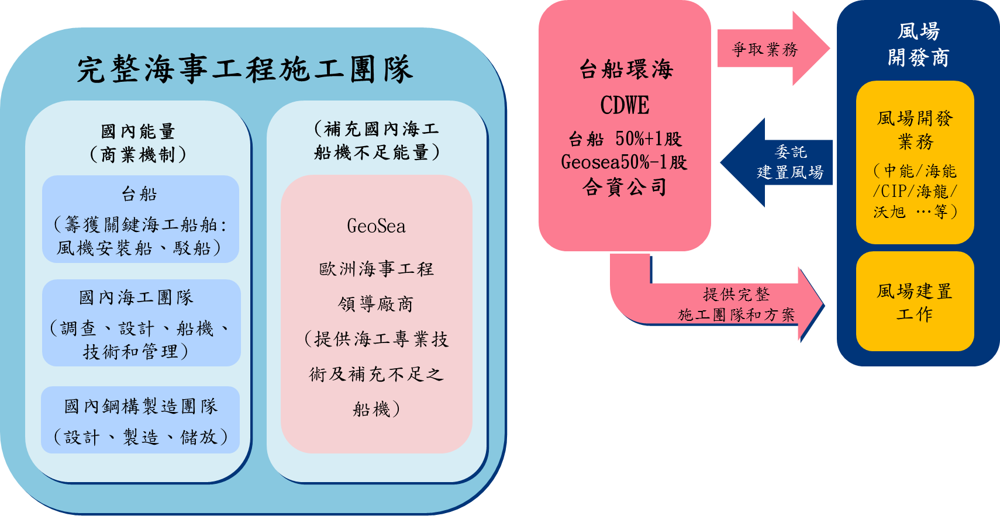 完整海事工程施工團隊
國內能量
（商業機制）
台船
（籌獲關鍵海工船舶:
風機安裝船、駁船）
國內海工團隊
（調查、設計、船機、
技術和管理）
國內鋼構製造團隊
（設計、製造、儲放）
（補充國內海工
船機不足能量）
GeoSea
歐洲海事工程
領導廠商
（提供海工專業技
術及補充不足之
船機）
台船環海
CDWE
台船 50%+1股
Geosea50%-1股
合資公司
爭取業務
委託
建置風場
提供完整
施工團隊和方案
風場
開發商
風場開發
業務
（中能/海能
/CIP/海龍/
沃旭 …等）
風場建置
工作